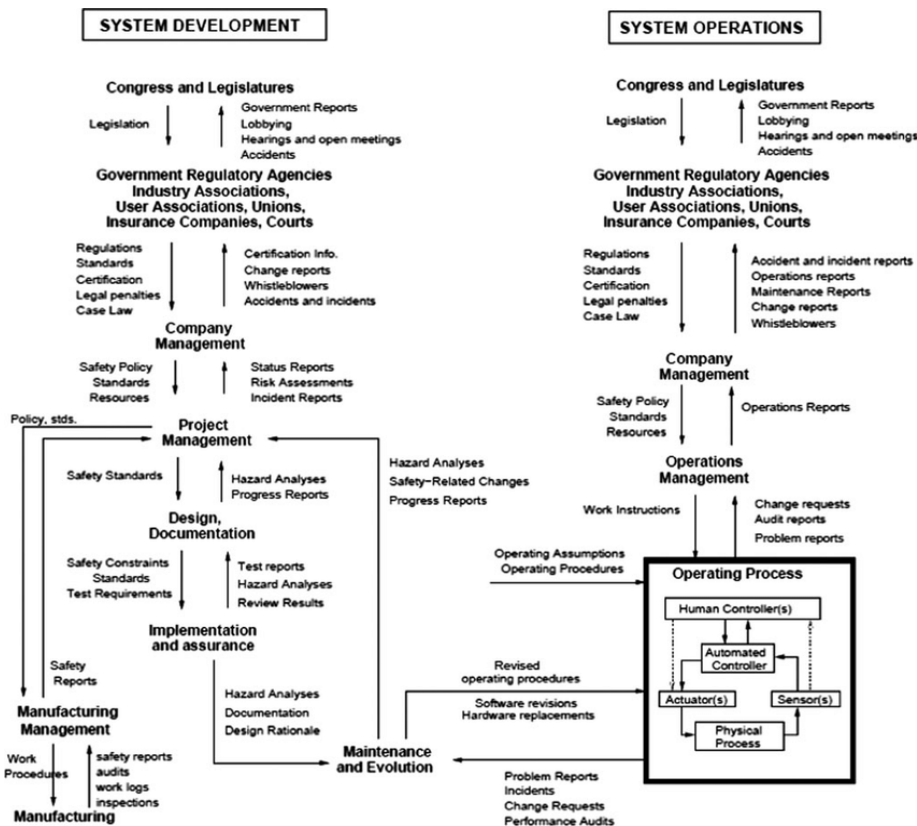 SYSTEM DEVELOPMENT
Congress and Legislatures
Legislation
Government Reports
Lobbying
Hearings and open meetings
Accidents
Government Regulatory Agencies
Industry Associations,
User Associations, Unions,
Insurance Companies, Courts
Regulations
Standards
Certification
Legal penalties
Case Law
Certification Info.
Change reports
Whistleblowers
Accidents and incidents
Company
Management
Safety Policy
Standards
Resources
Status Reports
Risk Assessments
Incident Reports
Policy, stds.
Project
Management
Safety Standards
Hazard Analyses
Progress Reports
Hazard Analyses
Safety-Related Changes
Progress Reports
Design,
Documentation
Safety Constraints
Standards
Test Requirements
Test reports
Hazard Analyses
Review Results
Implementation
and assurance
Safety
Reports
Hazard Analyses
Documentation
Design Rationale
Manufacturing
Management
Work
Procedures
safety reports
audits
work logs
inspections
Manufacturing
Maintenance
and Evolution
SYSTEM OPERATIONS
Congress and Legislatures
Legislation
Government Reports
Lobbying
Hearings and open meetings
Accidents
Government Regulatory Agencies
Industry Associations,
User Associations, Unions,
Insurance Companies, Courts
Regulations
Standards
Certification
Legal penalties
Case Law
Accident and incident reports
Operations reports
Maintenance Reports
Change reports
Whistleblowers
Company
Management
Safety Policy
Standards
Resources
Operations Reports
Operations
Management
Work Instructions
Change requests
Audit reports
Problem reports
Operating Assumptions
Operating Procedures
Operating Process
Human Controller(s)
Automated
Controller
Actuator(s)
Sensor(s)
Physical
Process
Revised
operating procedures
Software revisions
Hardware replacements
Problem Reports
Incidents
Change Requests
Performance Audits